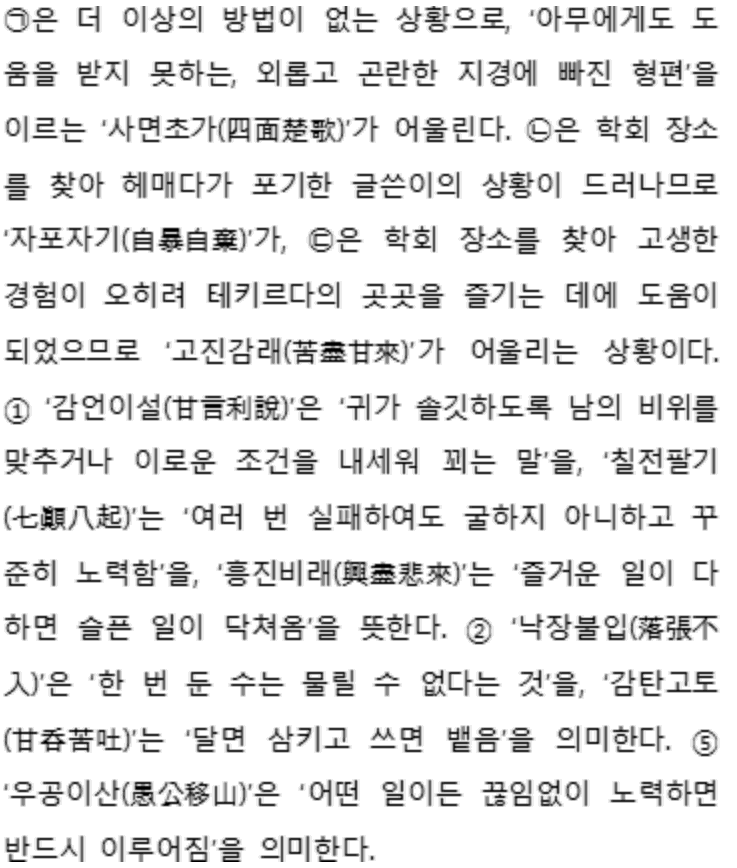 ㉠은 더 이상의 방법이 없는 상황으로, ‘아무에게도 도
움을 받지 못하는, 외롭고 곤란한 지경에 빠진 형편’을
이르는 ‘사면초가(四面楚歌)’가 어울린다. ㉡은 학회 장소
를 찾아 헤매다가 포기한 글쓴이의 상황이 드러나므로
‘자포자기(自暴自棄)’가, ㉢은 학회 장소를 찾아 고생한
경험이 오히려 테키르다의 곳곳을 즐기는 데에 도움이
되었으므로 ‘고진감래(苦盡甘來)’가 어울리는 상황이다.
① ‘감언이설(甘言利說)’은 ‘귀가 솔깃하도록 남의 비위를
맞추거나 이로운 조건을 내세워 꾀는 말’을, ‘칠전팔기
(七顚八起)’는 ‘여러 번 실패하여도 굴하지 아니하고 꾸
준히 노력함’을, ‘흥진비래(興盡悲來)’는 ‘즐거운 일이 다
하면 슬픈 일이 닥쳐옴’을 뜻한다. ② ‘낙장불입(落張不
入)’은 ‘한 번 둔 수는 물릴 수 없다는 것’을, ‘감탄고토
(甘呑苦吐)’는 ‘달면 삼키고 쓰면 뱉음’을 의미한다. ⑤
‘우공이산(愚公移山)’은 ‘어떤 일이든 끊임없이 노력하면
반드시 이루어짐’을 의미한다.